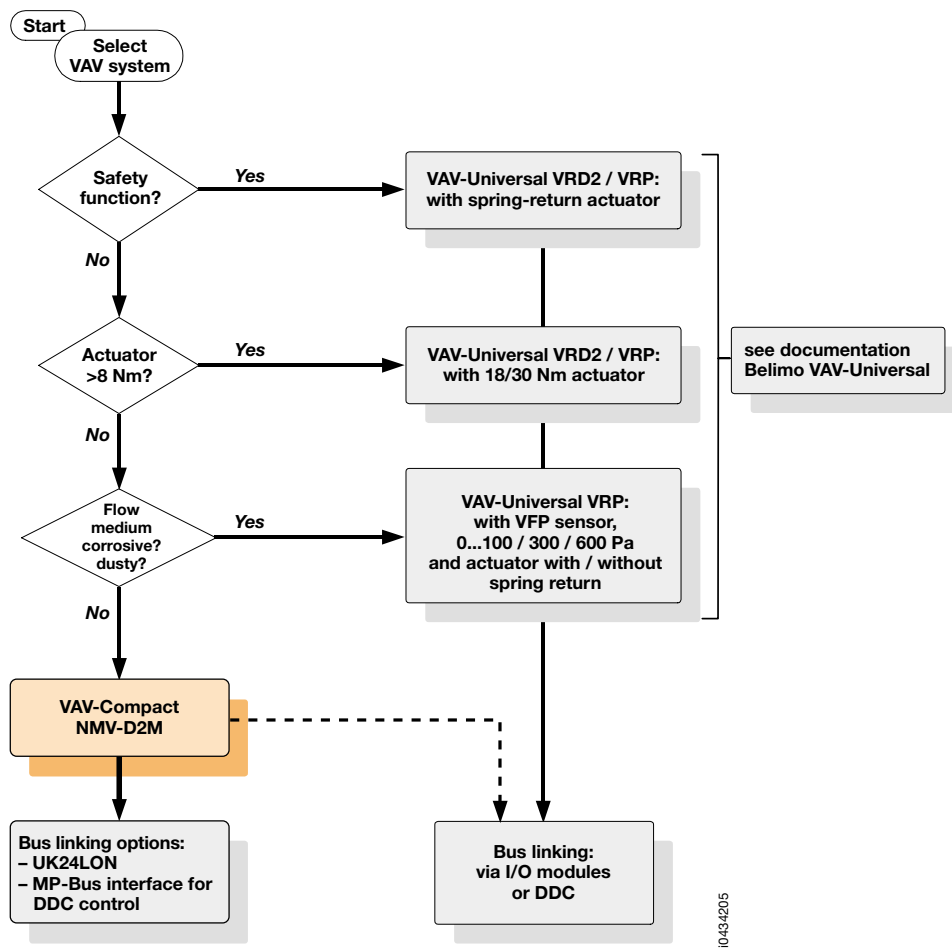 Start
Select
VAV system
Safety
function?
Yes
VAV-Universal VRD2 / VRP:
with spring-return actuator
No
Actuator
>8 Nm?
Yes
VAV-Universal VRD2 / VRP:
with 18/30 Nm actuator
see documentation
Belimo VAV-Universal
No
Flow
medium
corrosive?
dusty?
Yes
VAV-Universal VRP:
with VFP sensor,
0...100 / 300 / 600 Pa
and actuator with / without
spring return
No
VAV-Compact
NMV-D2M
Bus linking options:
– UK24LON
– MP-Bus interface for
DDC control
Bus linking:
via I/O modules
or DDC
i0434205